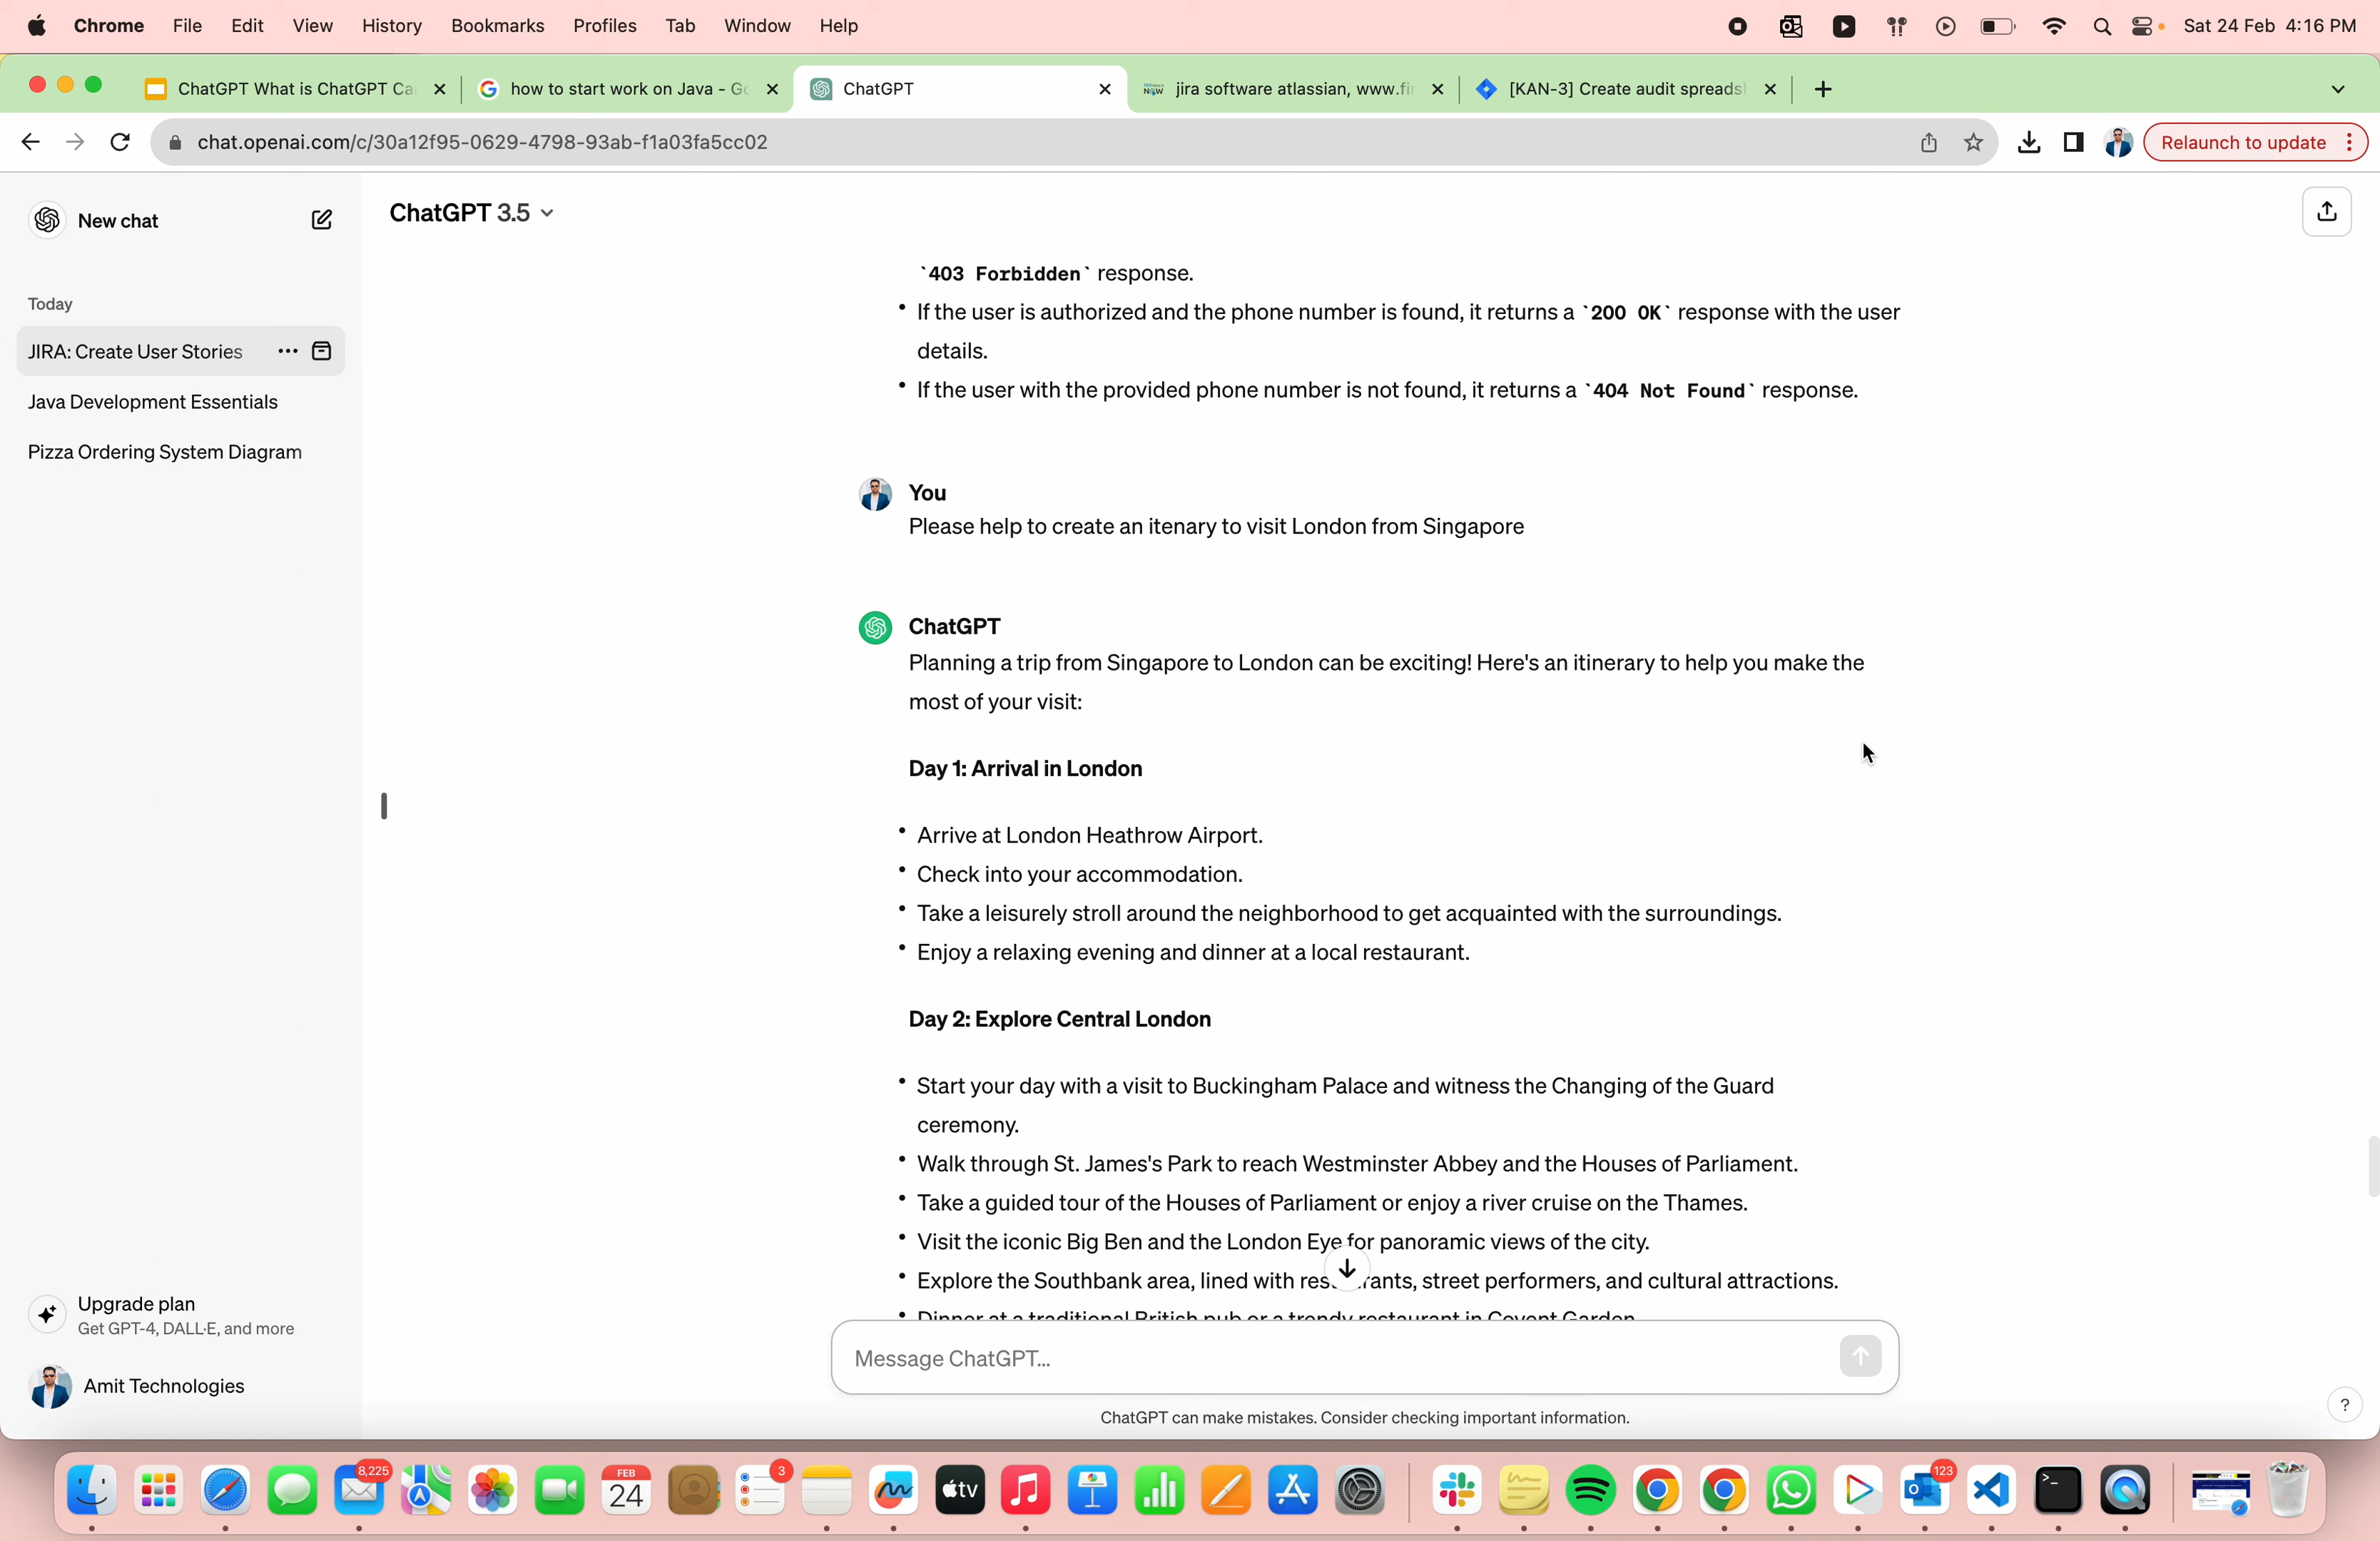 Chrome File Edit View History Bookmarks Profiles Tab Window Help Sat 24 Feb 4:16 PM
ChatGPT What is ChatGPT Ca how to start work on Java - Go ChatGPT jira software atlassian, www.fi [KAN-3] Create audit spreads
chat.openai.com/c/30a12f95-0629-4798-93ab-f1a03fa5cc02 Relaunch to update
New chat
ChatGPT 3.5
Today
JIRA: Create User Stories
Java Development Essentials
Pizza Ordering System Diagram
`403 Forbidden` response.
• If the user is authorized and the phone number is found, it returns a `200 OK` response with the user
details.
• If the user with the provided phone number is not found, it returns a `404 Not Found` response.
You
Please help to create an itenary to visit London from Singapore
ChatGPT
Planning a trip from Singapore to London can be exciting! Here's an itinerary to help you make the
most of your visit:
Day 1: Arrival in London
• Arrive at London Heathrow Airport.
• Check into your accommodation.
• Take a leisurely stroll around the neighborhood to get acquainted with the surroundings.
• Enjoy a relaxing evening and dinner at a local restaurant.
Day 2: Explore Central London
• Start your day with a visit to Buckingham Palace and witness the Changing of the Guard
ceremony.
• Walk through St. James's Park to reach Westminster Abbey and the Houses of Parliament.
• Take a guided tour of the Houses of Parliament or enjoy a river cruise on the Thames.
• Visit the iconic Big Ben and the London Eye for panoramic views of the city.
• Explore the Southbank area, lined with restaurants, street performers, and cultural attractions.
• Dinner at a traditional British pub or a trendy restaurant in Covent Garden.
Upgrade plan
Get GPT-4, DALL·E, and more
Amit Technologies
Message ChatGPT...
ChatGPT can make mistakes. Consider checking important information.
?
8,225 FEB 24 3 tv 123